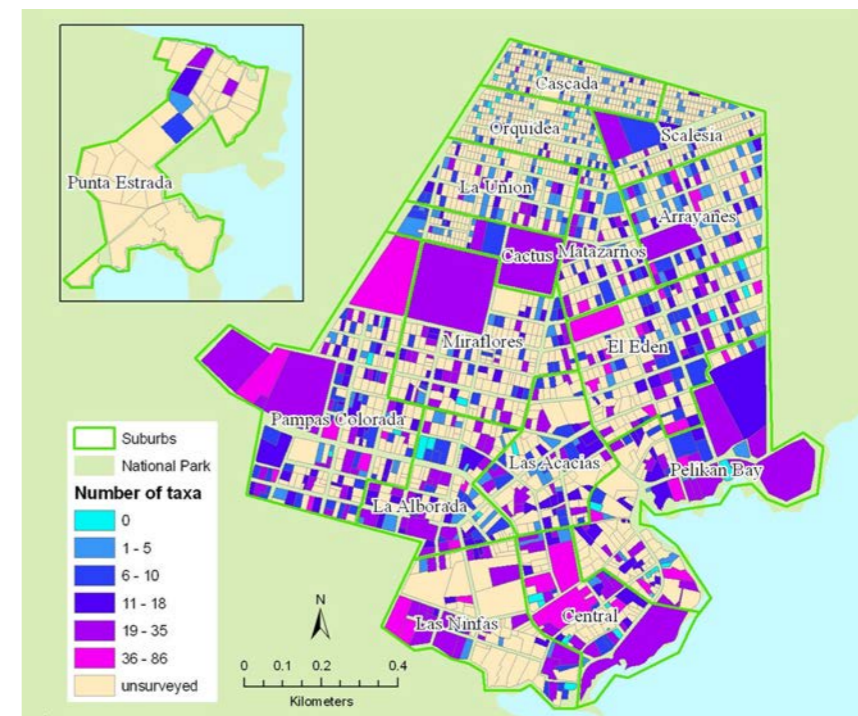 Punta Estrada
Cascada
Orquidea
Scalesia
La Union
Arrayanes
Cactus
Matazarnos
Miraflores
El Eden
Pampas Colorada
Las Acacias
Pelikan Bay
La Alborada
Las Ninfas
Central
Suburbs
National Park
Number of taxa
0
1 - 5
6 - 10
11 - 18
19 - 35
36 - 86
unsurveyed
N
0 0.1 0.2 0.4
Kilometers